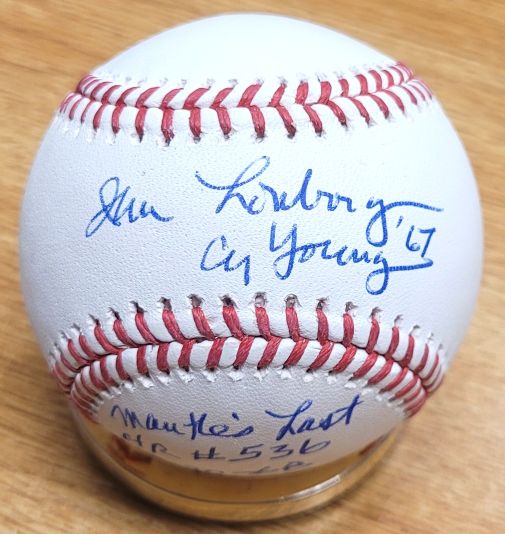 Jim Lonborg
Cy Young '67
Mantle's Last
HR #536